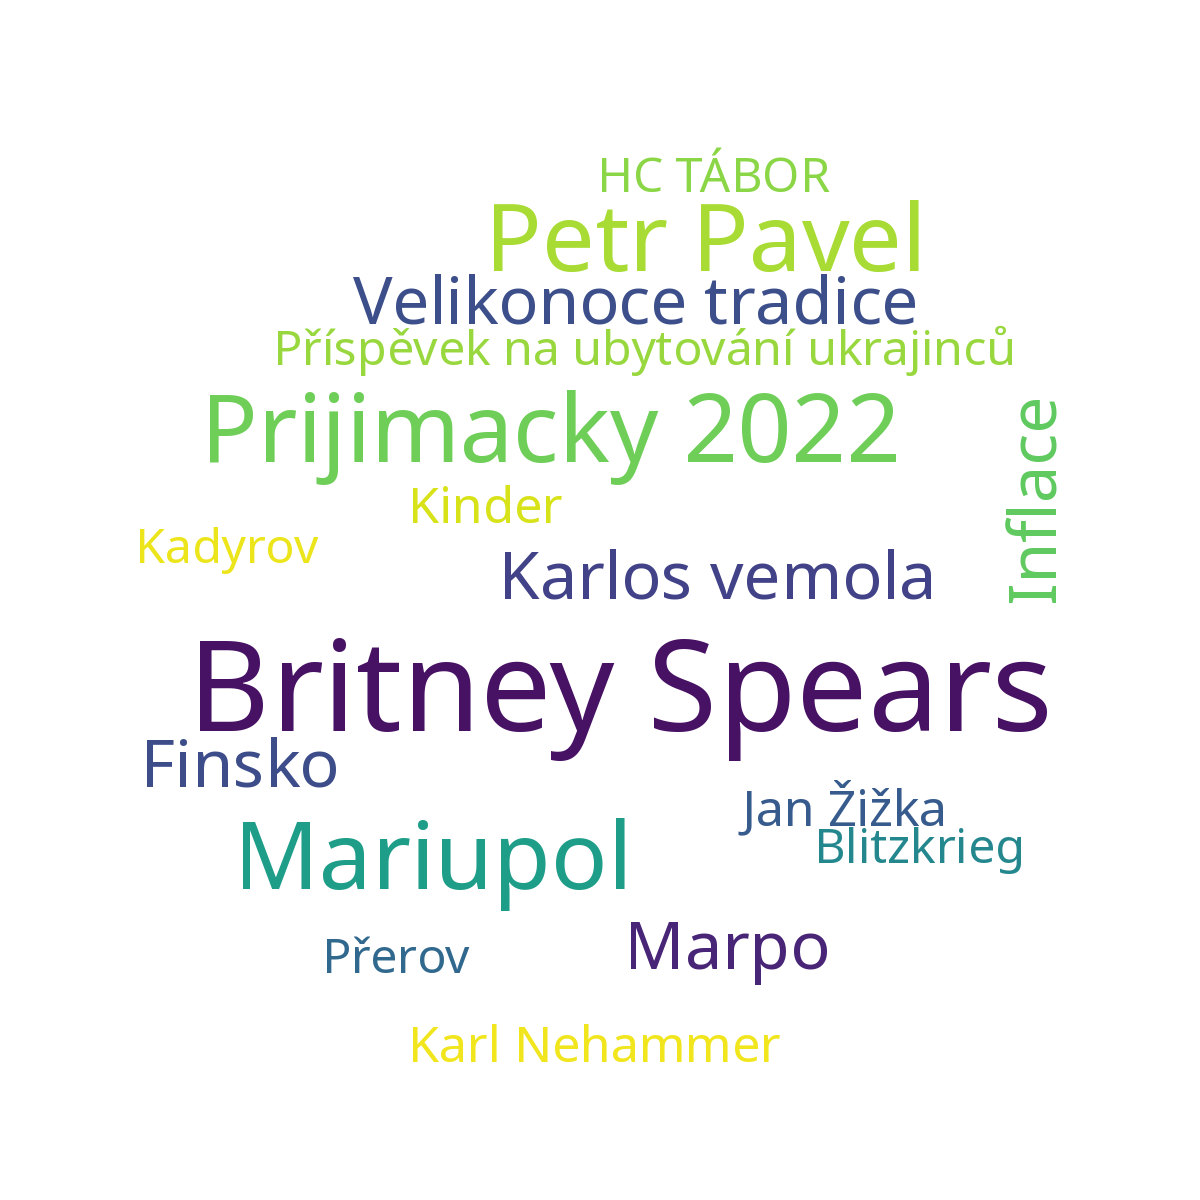 HC TÁBOR
Petr Pavel
Velikonoce tradice
Příspěvek na ubytování ukrajinců
Prijimacky 2022
Inflace
Kinder
Kadyrov
Karlos vemola
Britney Spears
Finsko
Jan Žižka
Mariupol
Blitzkrieg
Marpo
Přerov
Karl Nehammer